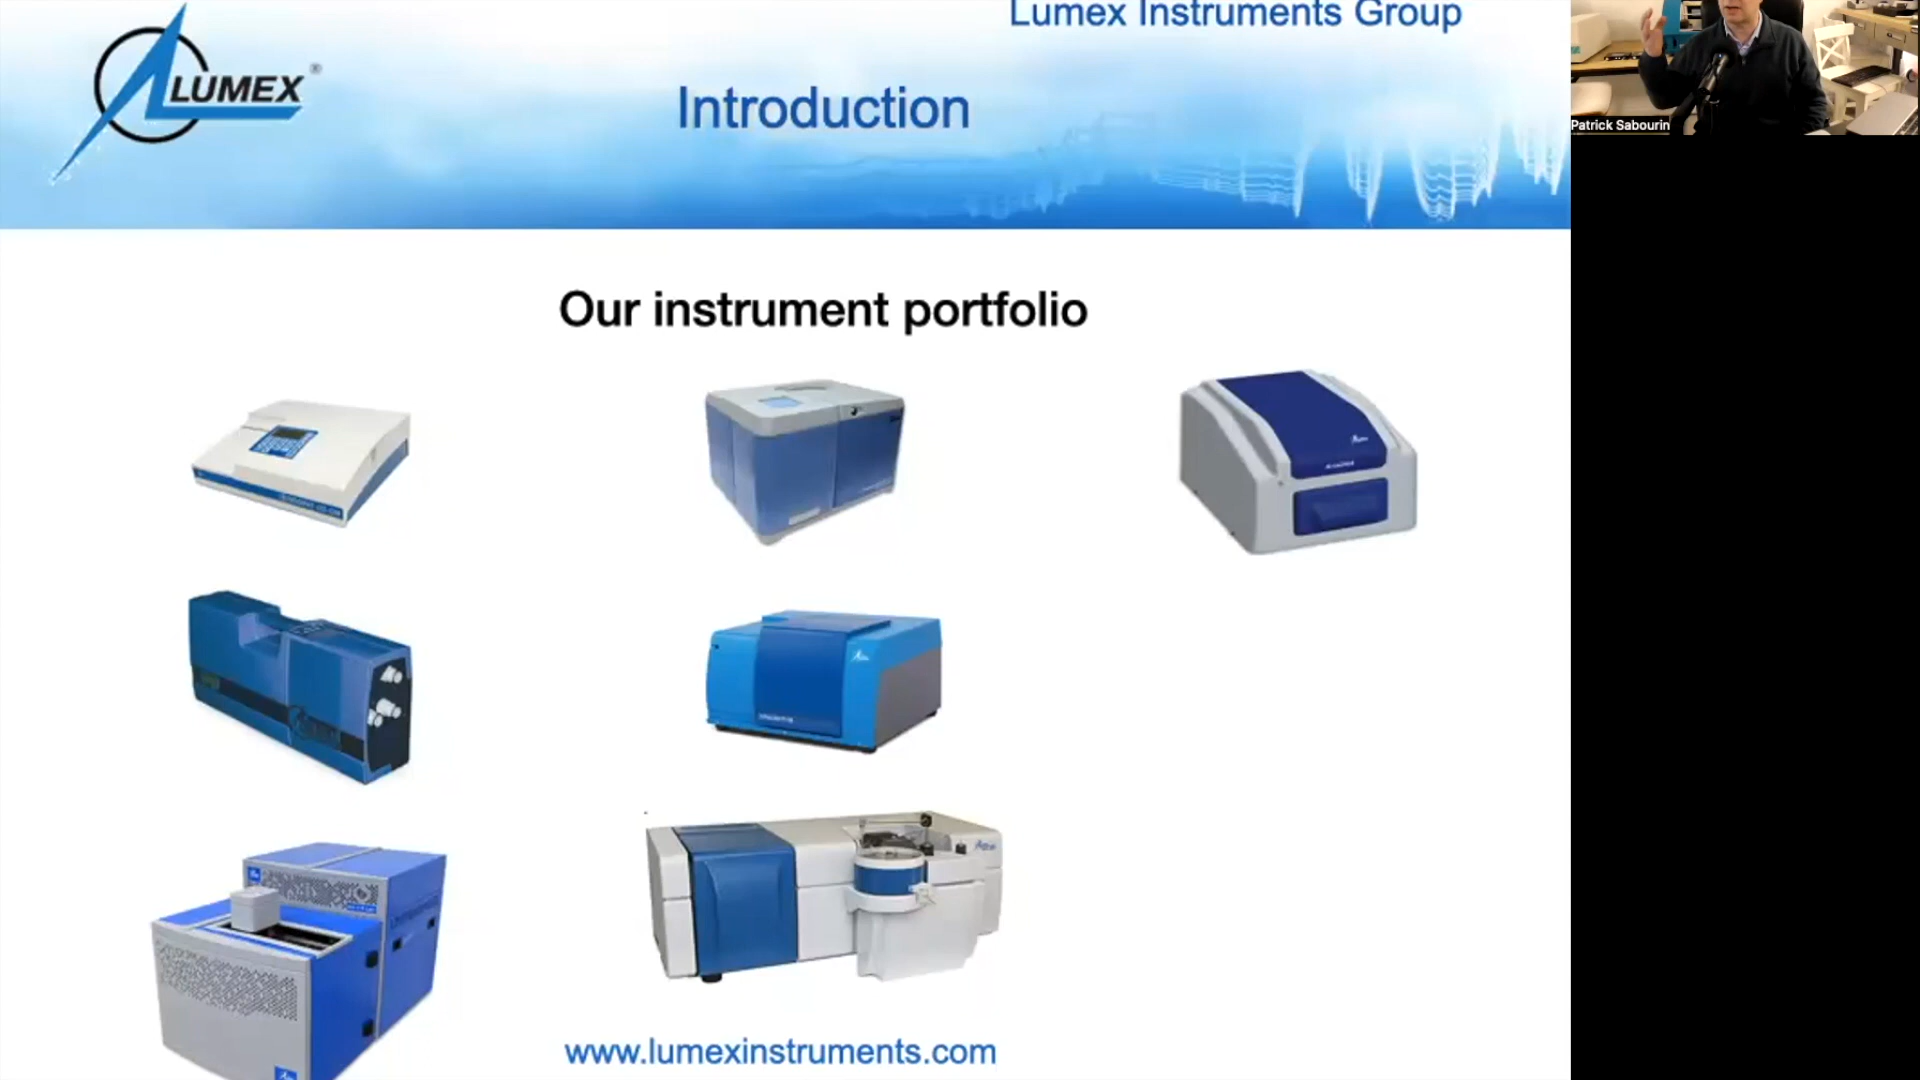 Lumex Instruments Group
LUMEX®
Introduction
Patrick Sabourin
Our instrument portfolio
www.lumexinstruments.com